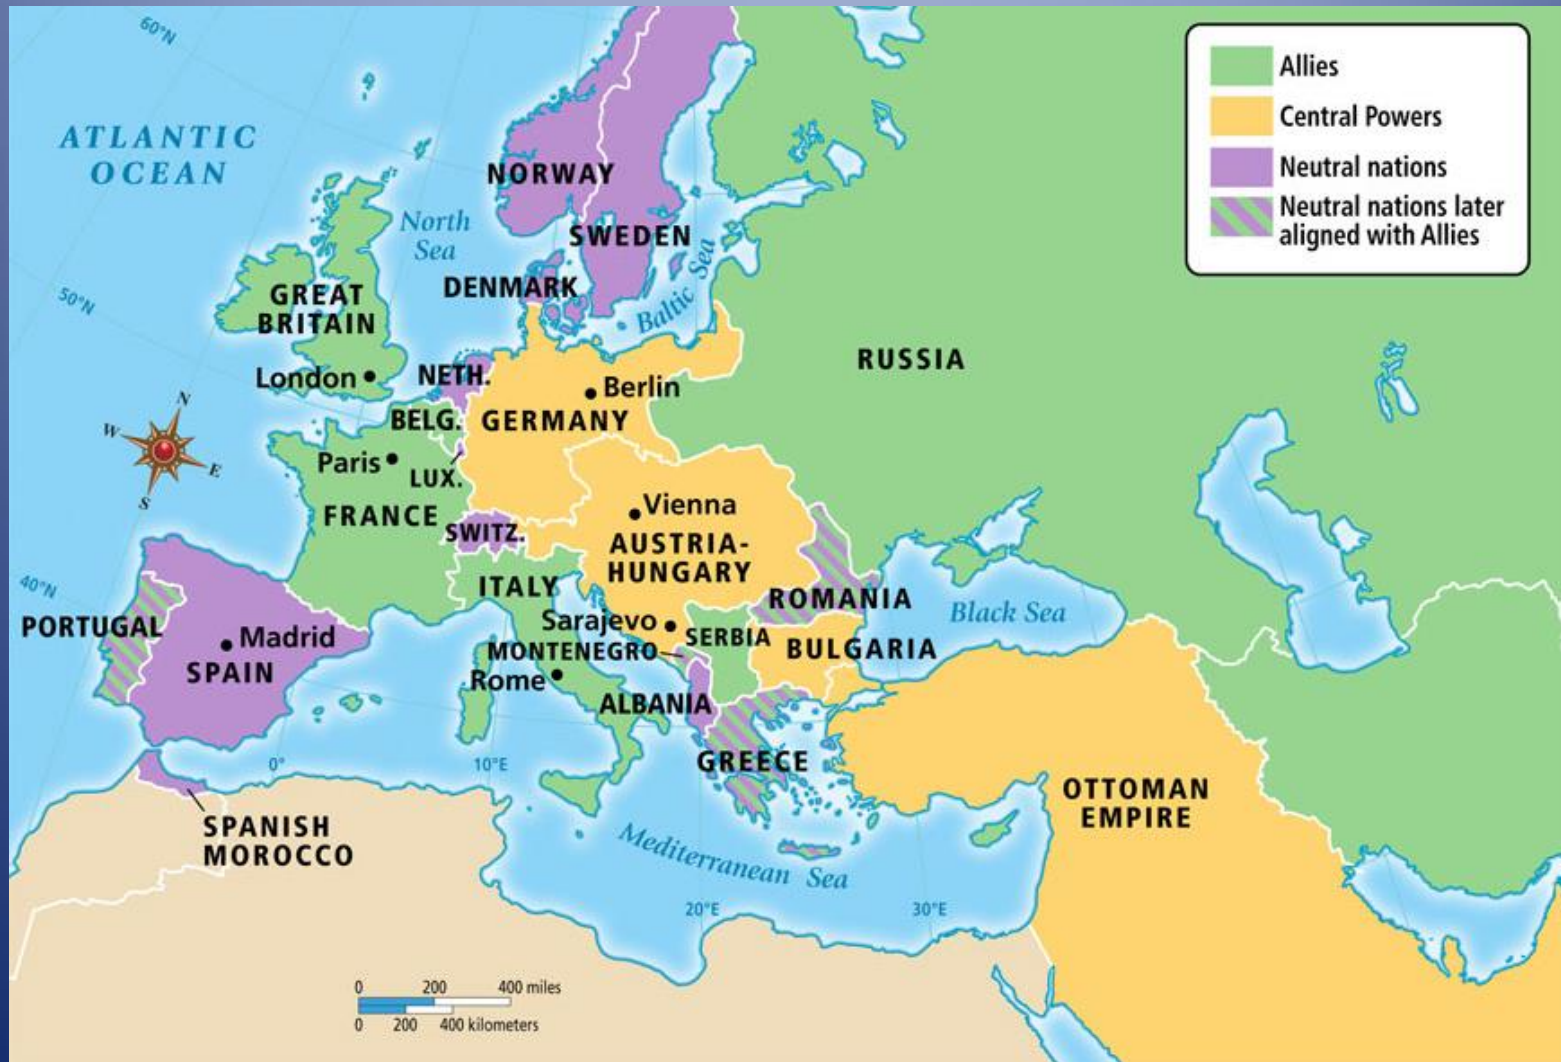 60°N
ATLANTIC
OCEAN
50°N
40°N
North
Sea
NORWAY
SWEDEN
DENMARK
Baltic Sea
GREAT
BRITAIN
London
NETH.
BELG.
GERMANY
Berlin
RUSSIA
Paris
LUX.
FRANCE
SWITZ.
Vienna
AUSTRIA-
HUNGARY
ITALY
ROMANIA
Black Sea
PORTUGAL
Madrid
SPAIN
Sarajevo
SERBIA
MONTENEGRO
BULGARIA
Rome
ALBANIA
GREECE
OTTOMAN
EMPIRE
0°
10°E
20°E
30°E
SPANISH
MOROCCO
Mediterranean Sea
N
W
E
S
0 200 400 miles
0 200 400 kilometers
Allies
Central Powers
Neutral nations
Neutral nations later
aligned with Allies